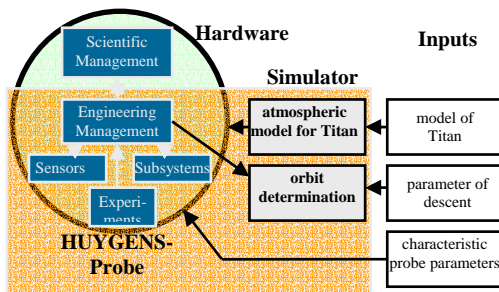 Hardware
Inputs
Scientific
Management
Simulator
Engineering
Management
atmospheric
model for Titan
model of
Titan
Sensors
Subsystems
orbit
determination
parameter of
descent
Experi-
ments
HUYGENS-
Probe
characteristic
probe parameters